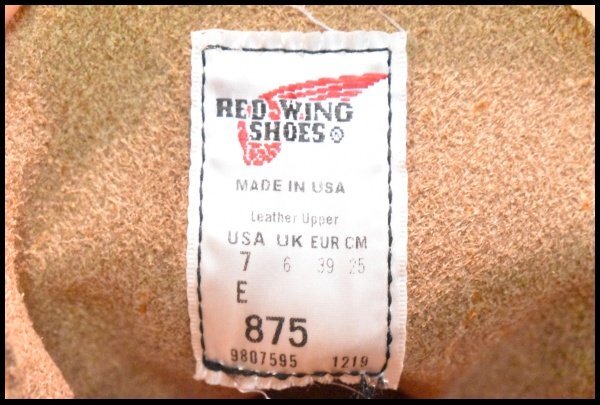 RED WING
SHOES®
MADE IN USA
Leather Upper
USA UK EUR CM
7 6 39 25
E
875
9807595 1219